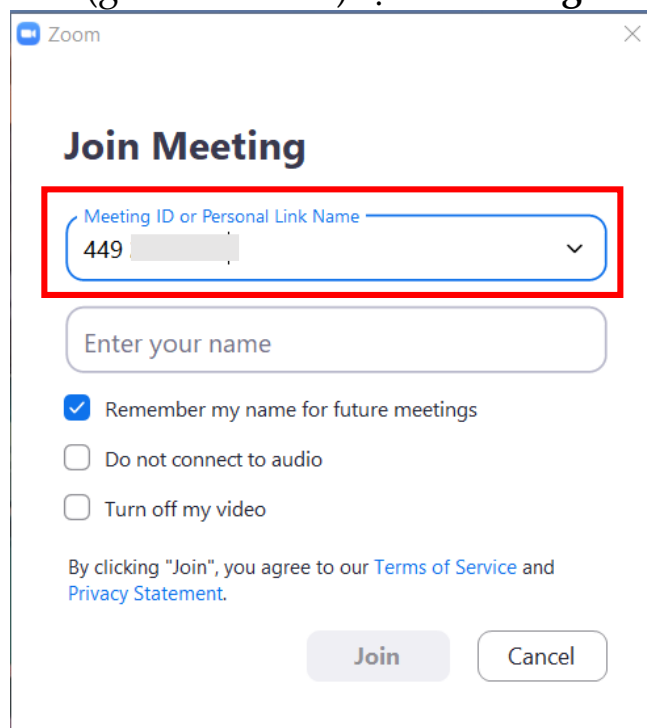 Zoom
Join Meeting
Meeting ID or Personal Link Name
449
Enter your name
Remember my name for future meetings
Do not connect to audio
Turn off my video
By clicking "Join", you agree to our Terms of Service and
Privacy Statement.
Join
Cancel